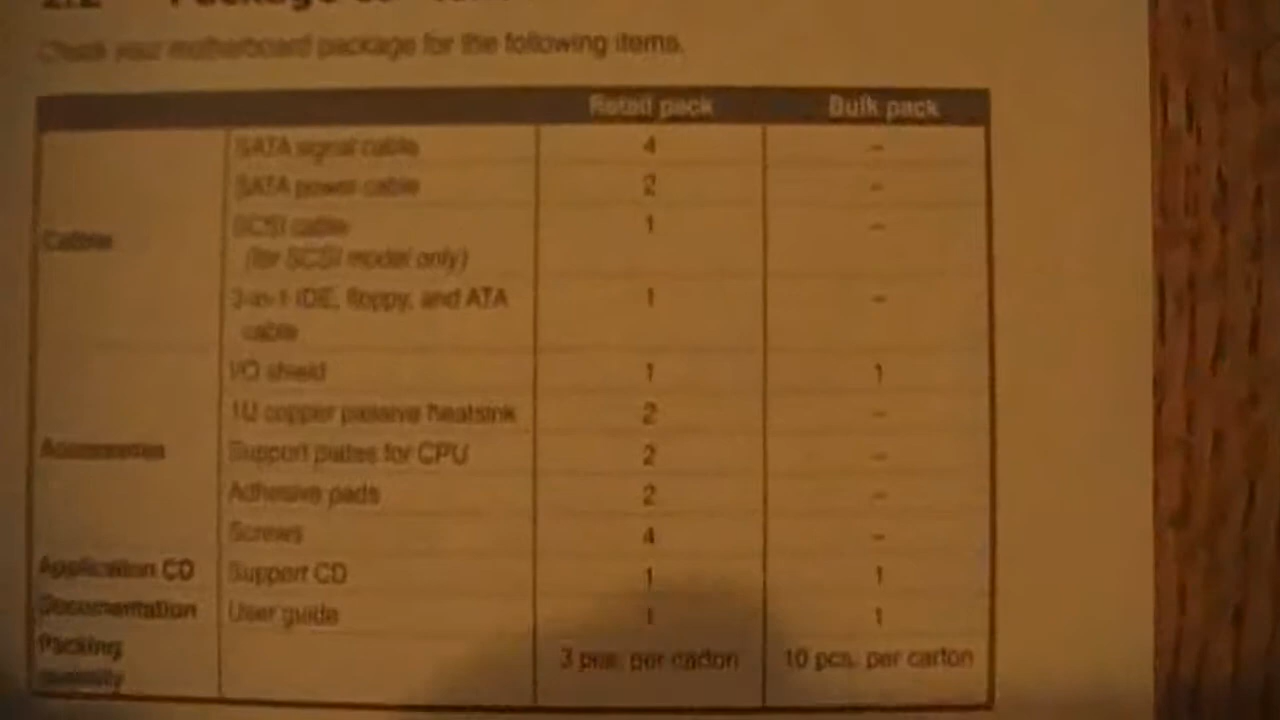 2.2 Package contents
Check your motherboard package for the following items.
Retail pack Bulk pack
Cables
SATA signal cable 4 –
SATA power cable 2 –
SCSI cable 1 –
(for SCSI model only)
3-in-1 IDE, floppy, and ATA 1 –
cable
I/O shield 1 1
1U copper passive heatsink 2 –
Accessories
Support plates for CPU 2 –
Adhesive pads 2 –
Screws 4 –
Application CD Support CD 1 1
Documentation User guide 1 1
Packing
quantity
3 pcs. per carton 10 pcs. per carton